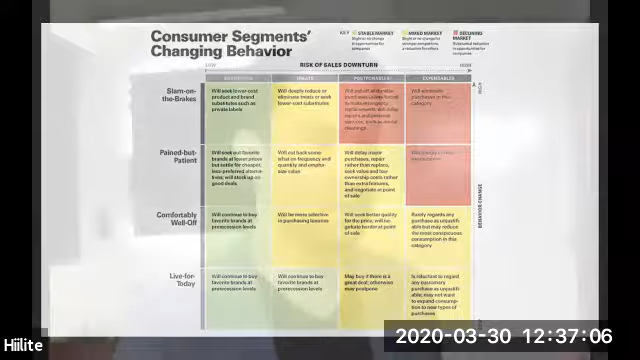 Consumer Segments'
Changing Behavior
KEY
STABLE MARKET
MIXED MARKET
DECLINING
MARKET
LOW
RISK OF SALES DOWNTURN
HIGH
ESSENTIALS
TREATS
POSTPONABLES
EXPENDABLES
Slam-on-
the-Brakes
Will seek lower-cost
product and brand
substitutes such as
private labels
Will deeply reduce or
eliminate treats or seek
lower-cost substitutes
Will eliminate
purchases in this
category
HIGH
Pained-but-
Patient
Will seek out favorite
brands at lower prices
but settle for cheaper,
less-preferred
good deals
Will cut back some-
what on frequency and
quantity and empha-
size value
Will delay major
purchases, repair
rather than replace,
seek value and low
ownership costs rather
than extra features,
and negotiate at point
of sale
BEHAVIOR CHANGE
Comfortably
Well-Off
Will continue to buy
favorite brands at
prerecession levels
Will be more selective
in purchasing luxuries
Will seek better quality
for the price, will ne-
gotiate harder at point
of sale
Rarely regards any
purchase as unjustifi-
able but may reduce
the most conspicuous
consumption in this
category
Live-for-
Today
Will continue to buy
favorite brands at
prerecession levels
Will continue to buy
favorite brands at
prerecession levels
May buy if there is a
great deal; otherwise
may postpone
Is reluctant to regard
any customary
purchase as unjustifi-
able; may not want
to expand consump-
tion to new types of
purchases
2020-03-30 12:37:06
Hiilite